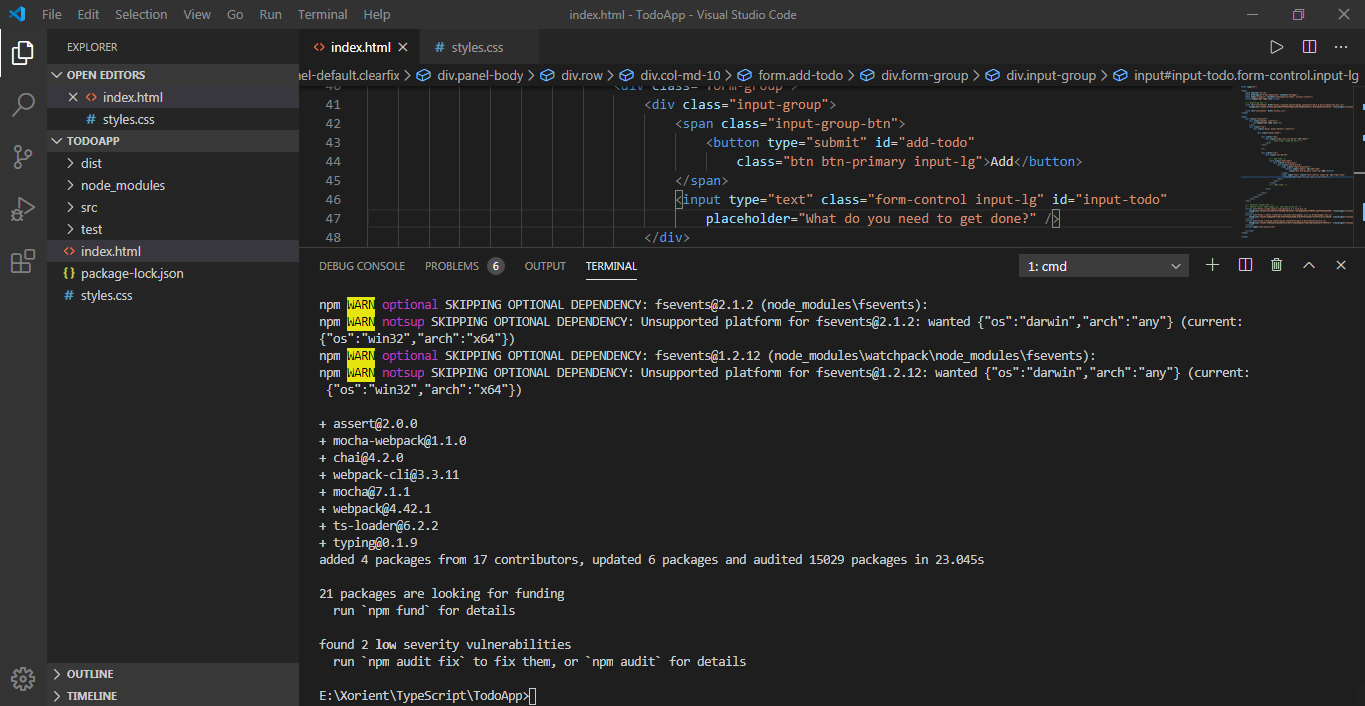 File Edit Selection View Go Run Terminal Help
index.html - TodoApp - Visual Studio Code
EXPLORER
OPEN EDITORS
index.html
styles.css
TODOAPP
dist
node_modules
src
test
index.html
package-lock.json
styles.css
OUTLINE
TIMELINE
index.html
styles.css
nel-default.clearfix > div.panel-body > div.row > div.col-md-10 > form.add-todo > div.form-group > div.input-group > input#input-todo.form-control.input-lg
40 <div class="form-group">
41 <div class="input-group">
42 <span class="input-group-btn">
43 <button type="submit" id="add-todo"
44 class="btn btn-primary input-lg">Add</button>
45 </span>
46 <input type="text" class="form-control input-lg" id="input-todo"
47 placeholder="What do you need to get done?" />
48 </div>
DEBUG CONSOLE PROBLEMS 6 OUTPUT TERMINAL
1: cmd
npm WARN optional SKIPPING OPTIONAL DEPENDENCY: fsevents@2.1.2 (node_modules\fsevents):
npm WARN notsup SKIPPING OPTIONAL DEPENDENCY: Unsupported platform for fsevents@2.1.2: wanted {"os":"darwin","arch":"any"} (current:
{"os":"win32","arch":"x64"})
npm WARN optional SKIPPING OPTIONAL DEPENDENCY: fsevents@1.2.12 (node_modules\watchpack\node_modules\fsevents):
npm WARN notsup SKIPPING OPTIONAL DEPENDENCY: Unsupported platform for fsevents@1.2.12: wanted {"os":"darwin","arch":"any"} (current:
{"os":"win32","arch":"x64"})
+ assert@2.0.0
+ mocha-webpack@1.1.0
+ chai@4.2.0
+ webpack-cli@3.3.11
+ mocha@7.1.1
+ webpack@4.42.1
+ ts-loader@6.2.2
+ typing@0.1.9
added 4 packages from 17 contributors, updated 6 packages and audited 15029 packages in 23.045s
21 packages are looking for funding
run `npm fund` for details
found 2 low severity vulnerabilities
run `npm audit fix` to fix them, or `npm audit` for details
E:\Xorient\TypeScript\TodoApp>